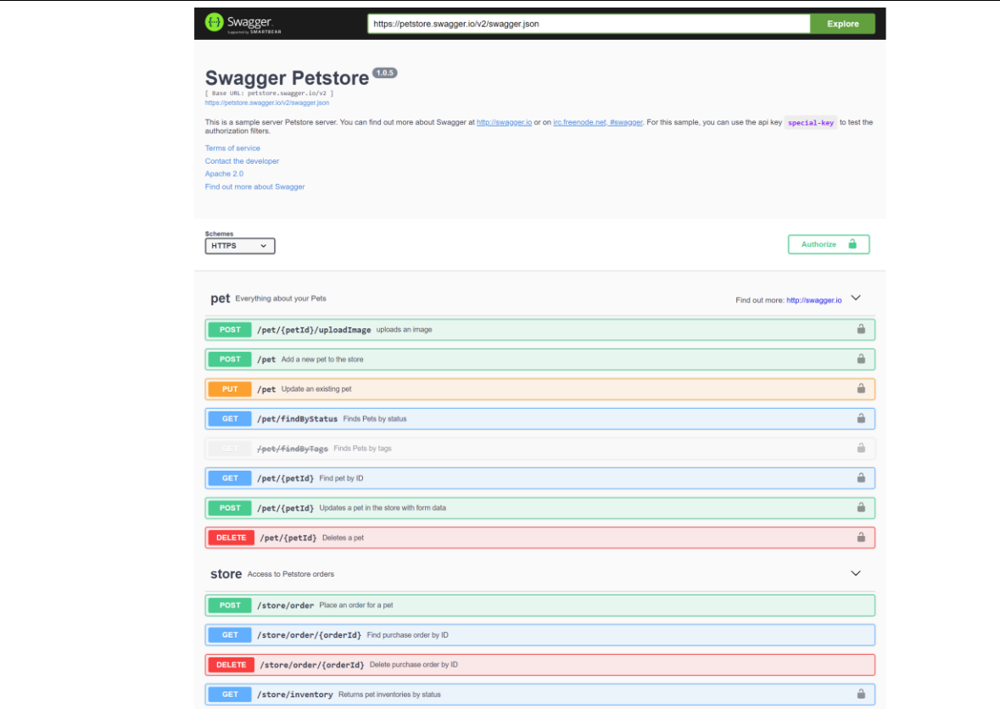 Swagger.
Supported by SMARTBEAR
https://petstore.swagger.io/v2/swagger.json
Explore
Swagger Petstore 1.0.5
[ Base URL: petstore.swagger.io/v2 ]
https://petstore.swagger.io/v2/swagger.json
This is a sample server Petstore server. You can find out more about Swagger at http://swagger.io or on irc.freenode.net, #swagger. For this sample, you can use the api key special-key to test the
authorization filters.
Terms of service
Contact the developer
Apache 2.0
Find out more about Swagger
Schemes
HTTPS
Authorize
pet Everything about your Pets Find out more: http://swagger.io
POST /pet/{petId}/uploadImage uploads an image
POST /pet Add a new pet to the store
PUT /pet Update an existing pet
GET /pet/findByStatus Finds Pets by status
GET /pet/findByTags Finds Pets by tags
GET /pet/{petId} Find pet by ID
POST /pet/{petId} Updates a pet in the store with form data
DELETE /pet/{petId} Deletes a pet
store Access to Petstore orders
POST /store/order Place an order for a pet
GET /store/order/{orderId} Find purchase order by ID
DELETE /store/order/{orderId} Delete purchase order by ID
GET /store/inventory Returns pet inventories by status